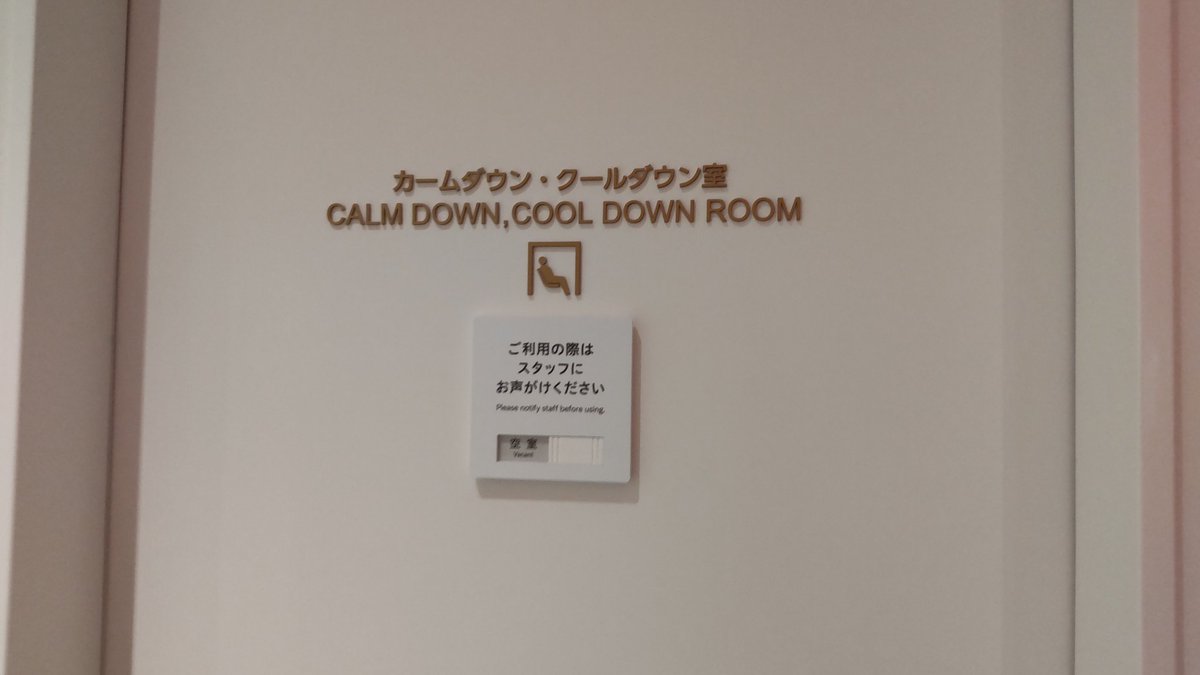 カームダウン・クールダウン室
CALM DOWN,COOL DOWN ROOM
ご利用の際は
スタッフに
お声がけください
Please notify staff before using.
空室
Vacant